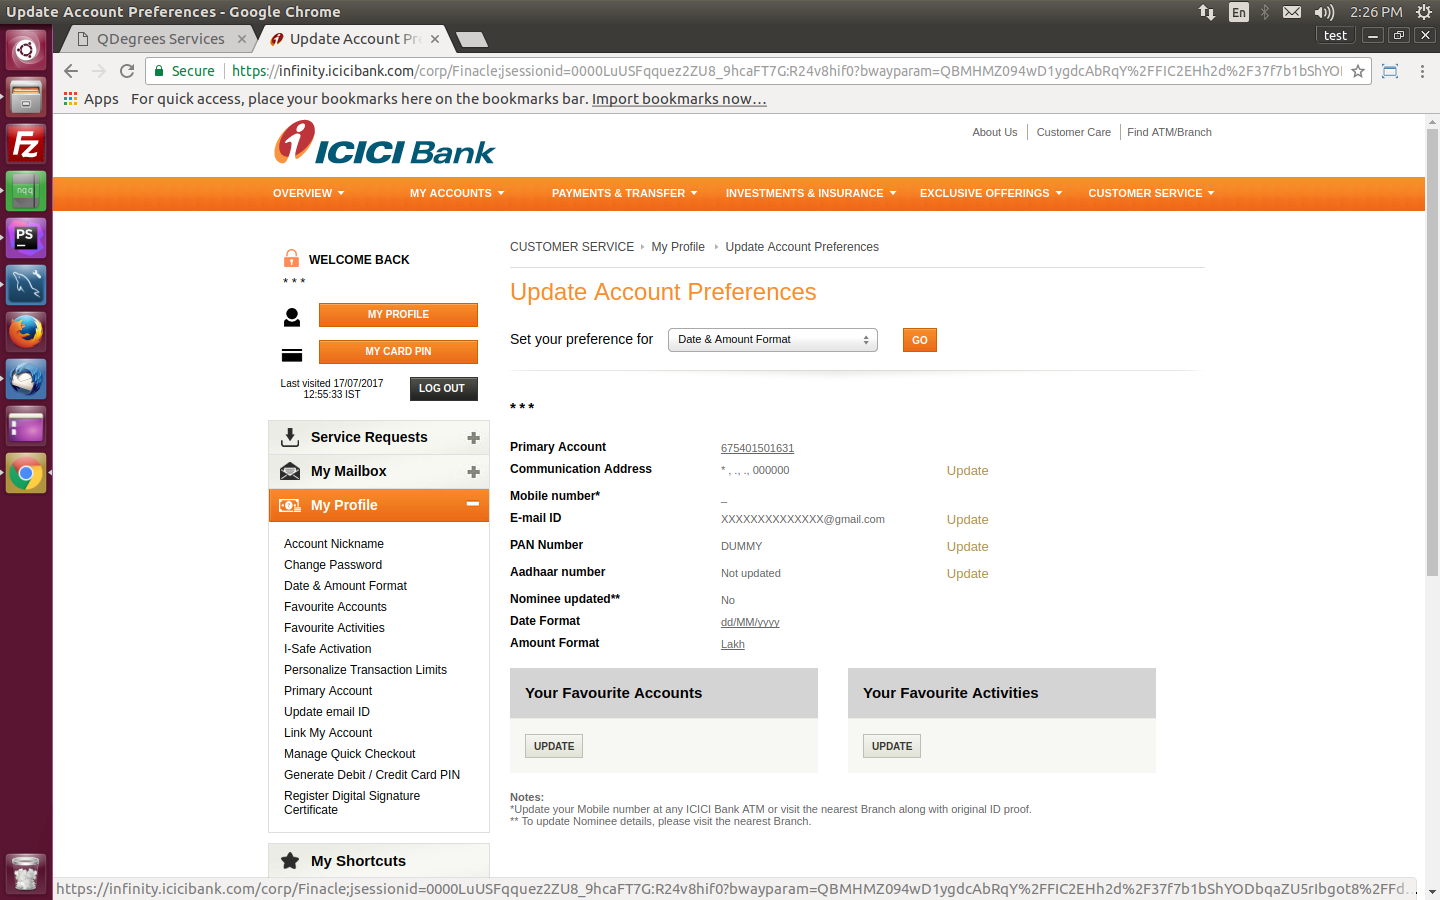 Update Account Preferences - Google Chrome
En
2:26 PM
QDegrees Services
Update Account Pr
test
Secure
https://infinity.icicibank.com/corp/Finacle;jsessionid=0000LuUSFqquez2ZU8_9hcaFT7G:R24v8hif0?bwayparam=QBMHMZ094wD1ygdcAbRqY%2FFIC2EHh2d%2F37f7b1bShYOI
Apps
For quick access, place your bookmarks here on the bookmarks bar. Import bookmarks now...
ICICI Bank
About Us
Customer Care
Find ATM/Branch
OVERVIEW
MY ACCOUNTS
PAYMENTS & TRANSFER
INVESTMENTS & INSURANCE
EXCLUSIVE OFFERINGS
CUSTOMER SERVICE
WELCOME BACK
* * *
MY PROFILE
MY CARD PIN
Last visited 17/07/2017
12:55:33 IST
LOG OUT
Service Requests
My Mailbox
My Profile
Account Nickname
Change Password
Date & Amount Format
Favourite Accounts
Favourite Activities
I-Safe Activation
Personalize Transaction Limits
Primary Account
Update email ID
Link My Account
Manage Quick Checkout
Generate Debit / Credit Card PIN
Register Digital Signature
Certificate
My Shortcuts
CUSTOMER SERVICE
My Profile
Update Account Preferences
Update Account Preferences
Set your preference for
Date & Amount Format
GO
* * *
Primary Account 675401501631
Communication Address * , ., ., 000000 Update
Mobile number* _
E-mail ID XXXXXXXXXXXXXX@gmail.com Update
PAN Number DUMMY Update
Aadhaar number Not updated Update
Nominee updated** No
Date Format dd/MM/yyyy
Amount Format Lakh
Your Favourite Accounts
UPDATE
Your Favourite Activities
UPDATE
Notes:
*Update your Mobile number at any ICICI Bank ATM or visit the nearest Branch along with original ID proof.
** To update Nominee details, please visit the nearest Branch.
https://infinity.icicibank.com/corp/Finacle;jsessionid=0000LuUSFqquez2ZU8_9hcaFT7G:R24v8hif0?bwayparam=QBMHMZ094wD1ygdcAbRqY%2FFIC2EHh2d%2F37f7b1bShYODbqaZU5rIbgot8%2FFd...
Fz
nqq
PS